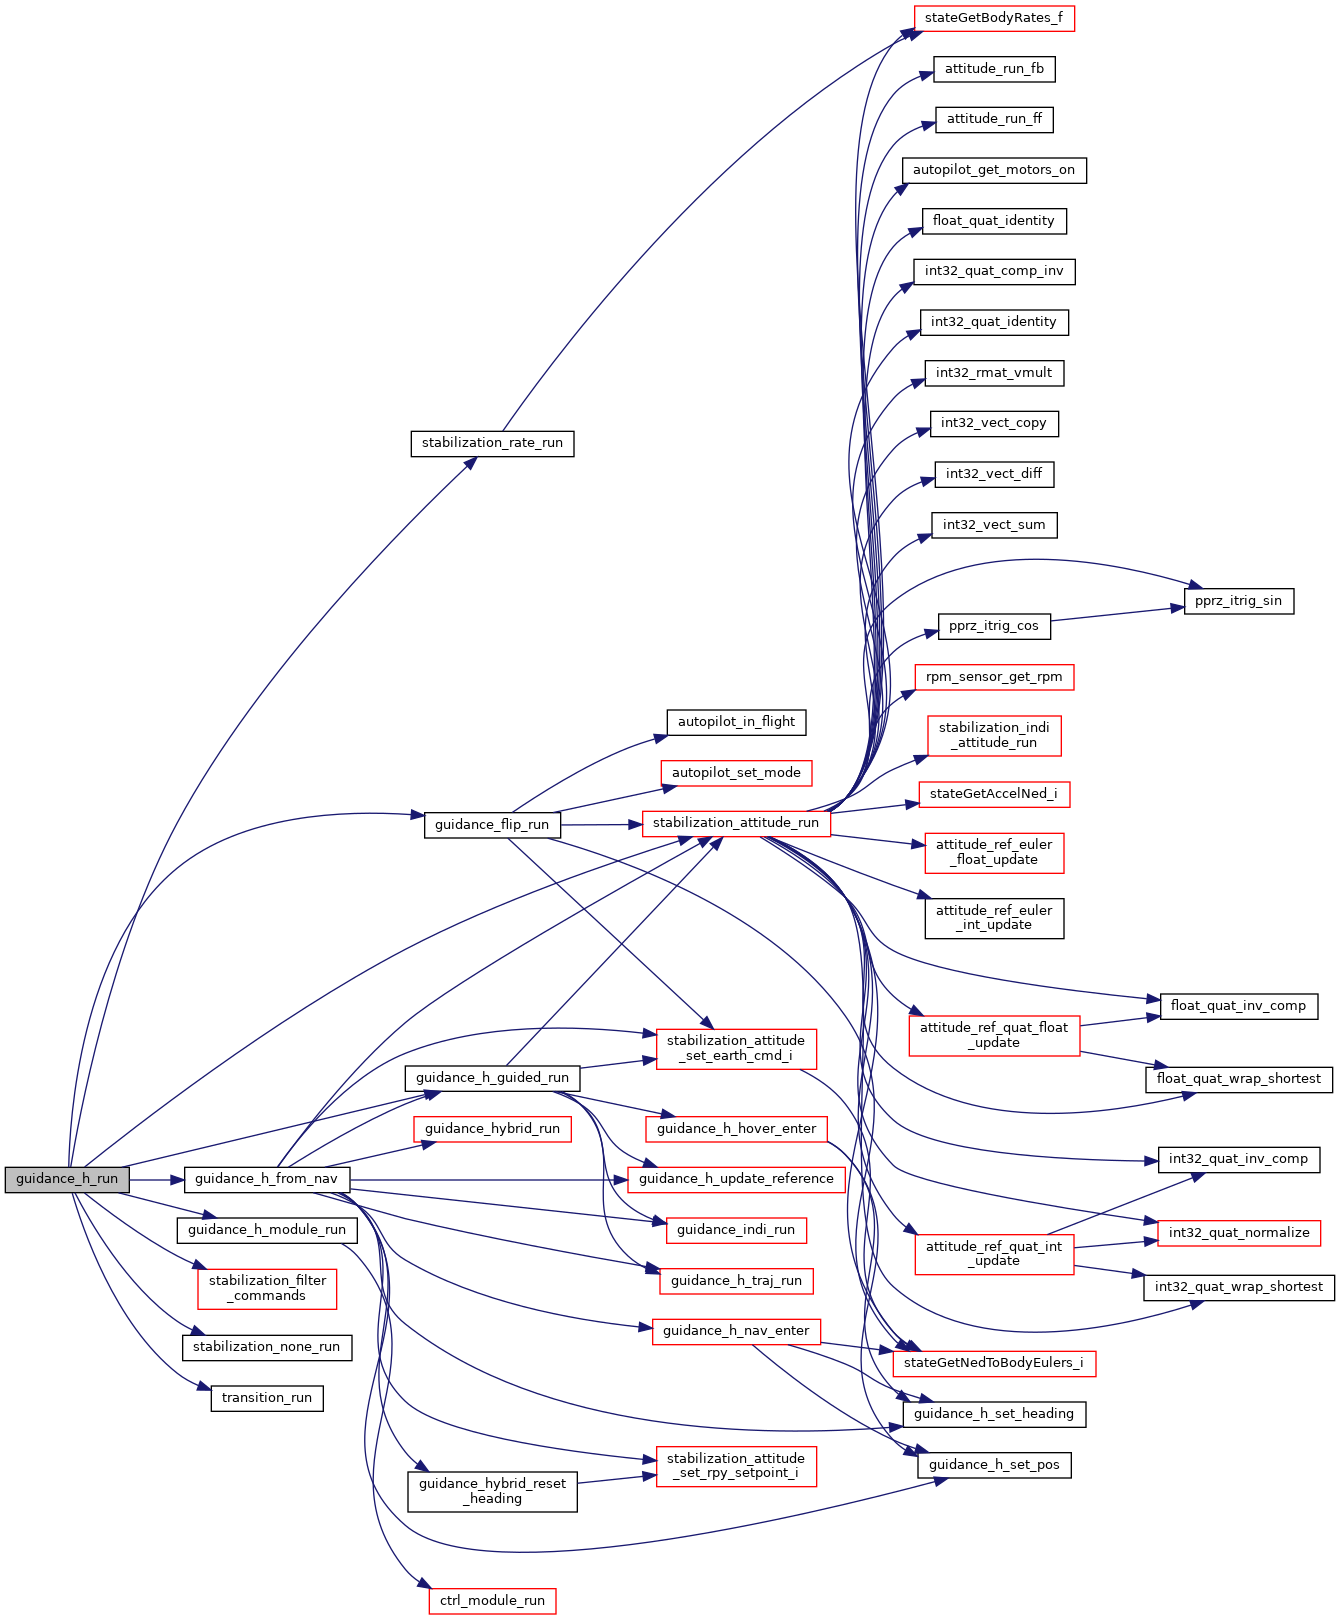 stateGetBodyRates_f
attitude_run_fb
attitude_run_ff
autopilot_get_motors_on
float_quat_identity
int32_quat_comp_inv
int32_quat_identity
int32_rmat_vmult
int32_vect_copy
stabilization_rate_run
int32_vect_diff
int32_vect_sum
pprz_itrig_sin
pprz_itrig_cos
rpm_sensor_get_rpm
autopilot_in_flight
stabilization_indi
_attitude_run
autopilot_set_mode
stateGetAccelNed_i
guidance_flip_run
stabilization_attitude_run
attitude_ref_euler
_float_update
attitude_ref_euler
_int_update
float_quat_inv_comp
attitude_ref_quat_float
_update
stabilization_attitude
_set_earth_cmd_i
guidance_h_guided_run
float_quat_wrap_shortest
guidance_hybrid_run
guidance_h_hover_enter
int32_quat_inv_comp
guidance_h_run
guidance_h_from_nav
guidance_h_update_reference
guidance_h_module_run
guidance_indi_run
int32_quat_normalize
attitude_ref_quat_int
_update
stabilization_filter
_commands
guidance_h_traj_run
int32_quat_wrap_shortest
guidance_h_nav_enter
stabilization_none_run
stateGetNedToBodyEulers_i
transition_run
guidance_h_set_heading
stabilization_attitude
_set_rpy_setpoint_i
guidance_h_set_pos
guidance_hybrid_reset
_heading
ctrl_module_run